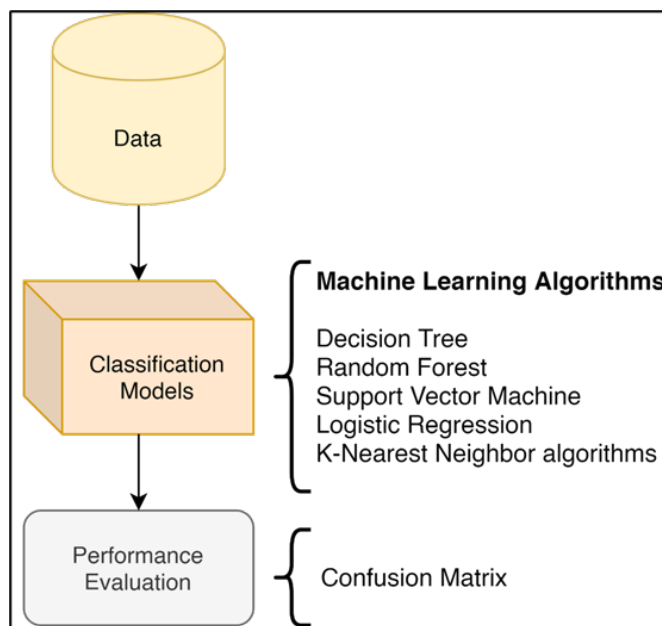 Data
Classification
Models
Machine Learning Algorithms
Decision Tree
Random Forest
Support Vector Machine
Logistic Regression
K-Nearest Neighbor algorithms
Performance
Evaluation
Confusion Matrix